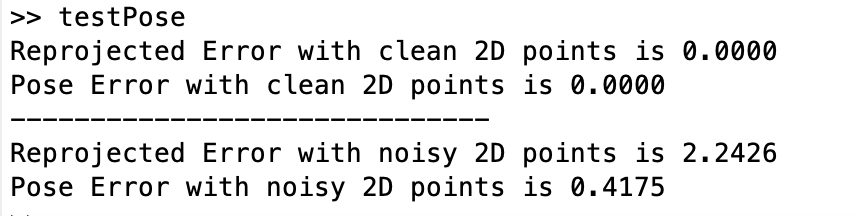 >> testPose
Reprojected Error with clean 2D points is 0.0000
Pose Error with clean 2D points is 0.0000
------------------------------
Reprojected Error with noisy 2D points is 2.2426
Pose Error with noisy 2D points is 0.4175